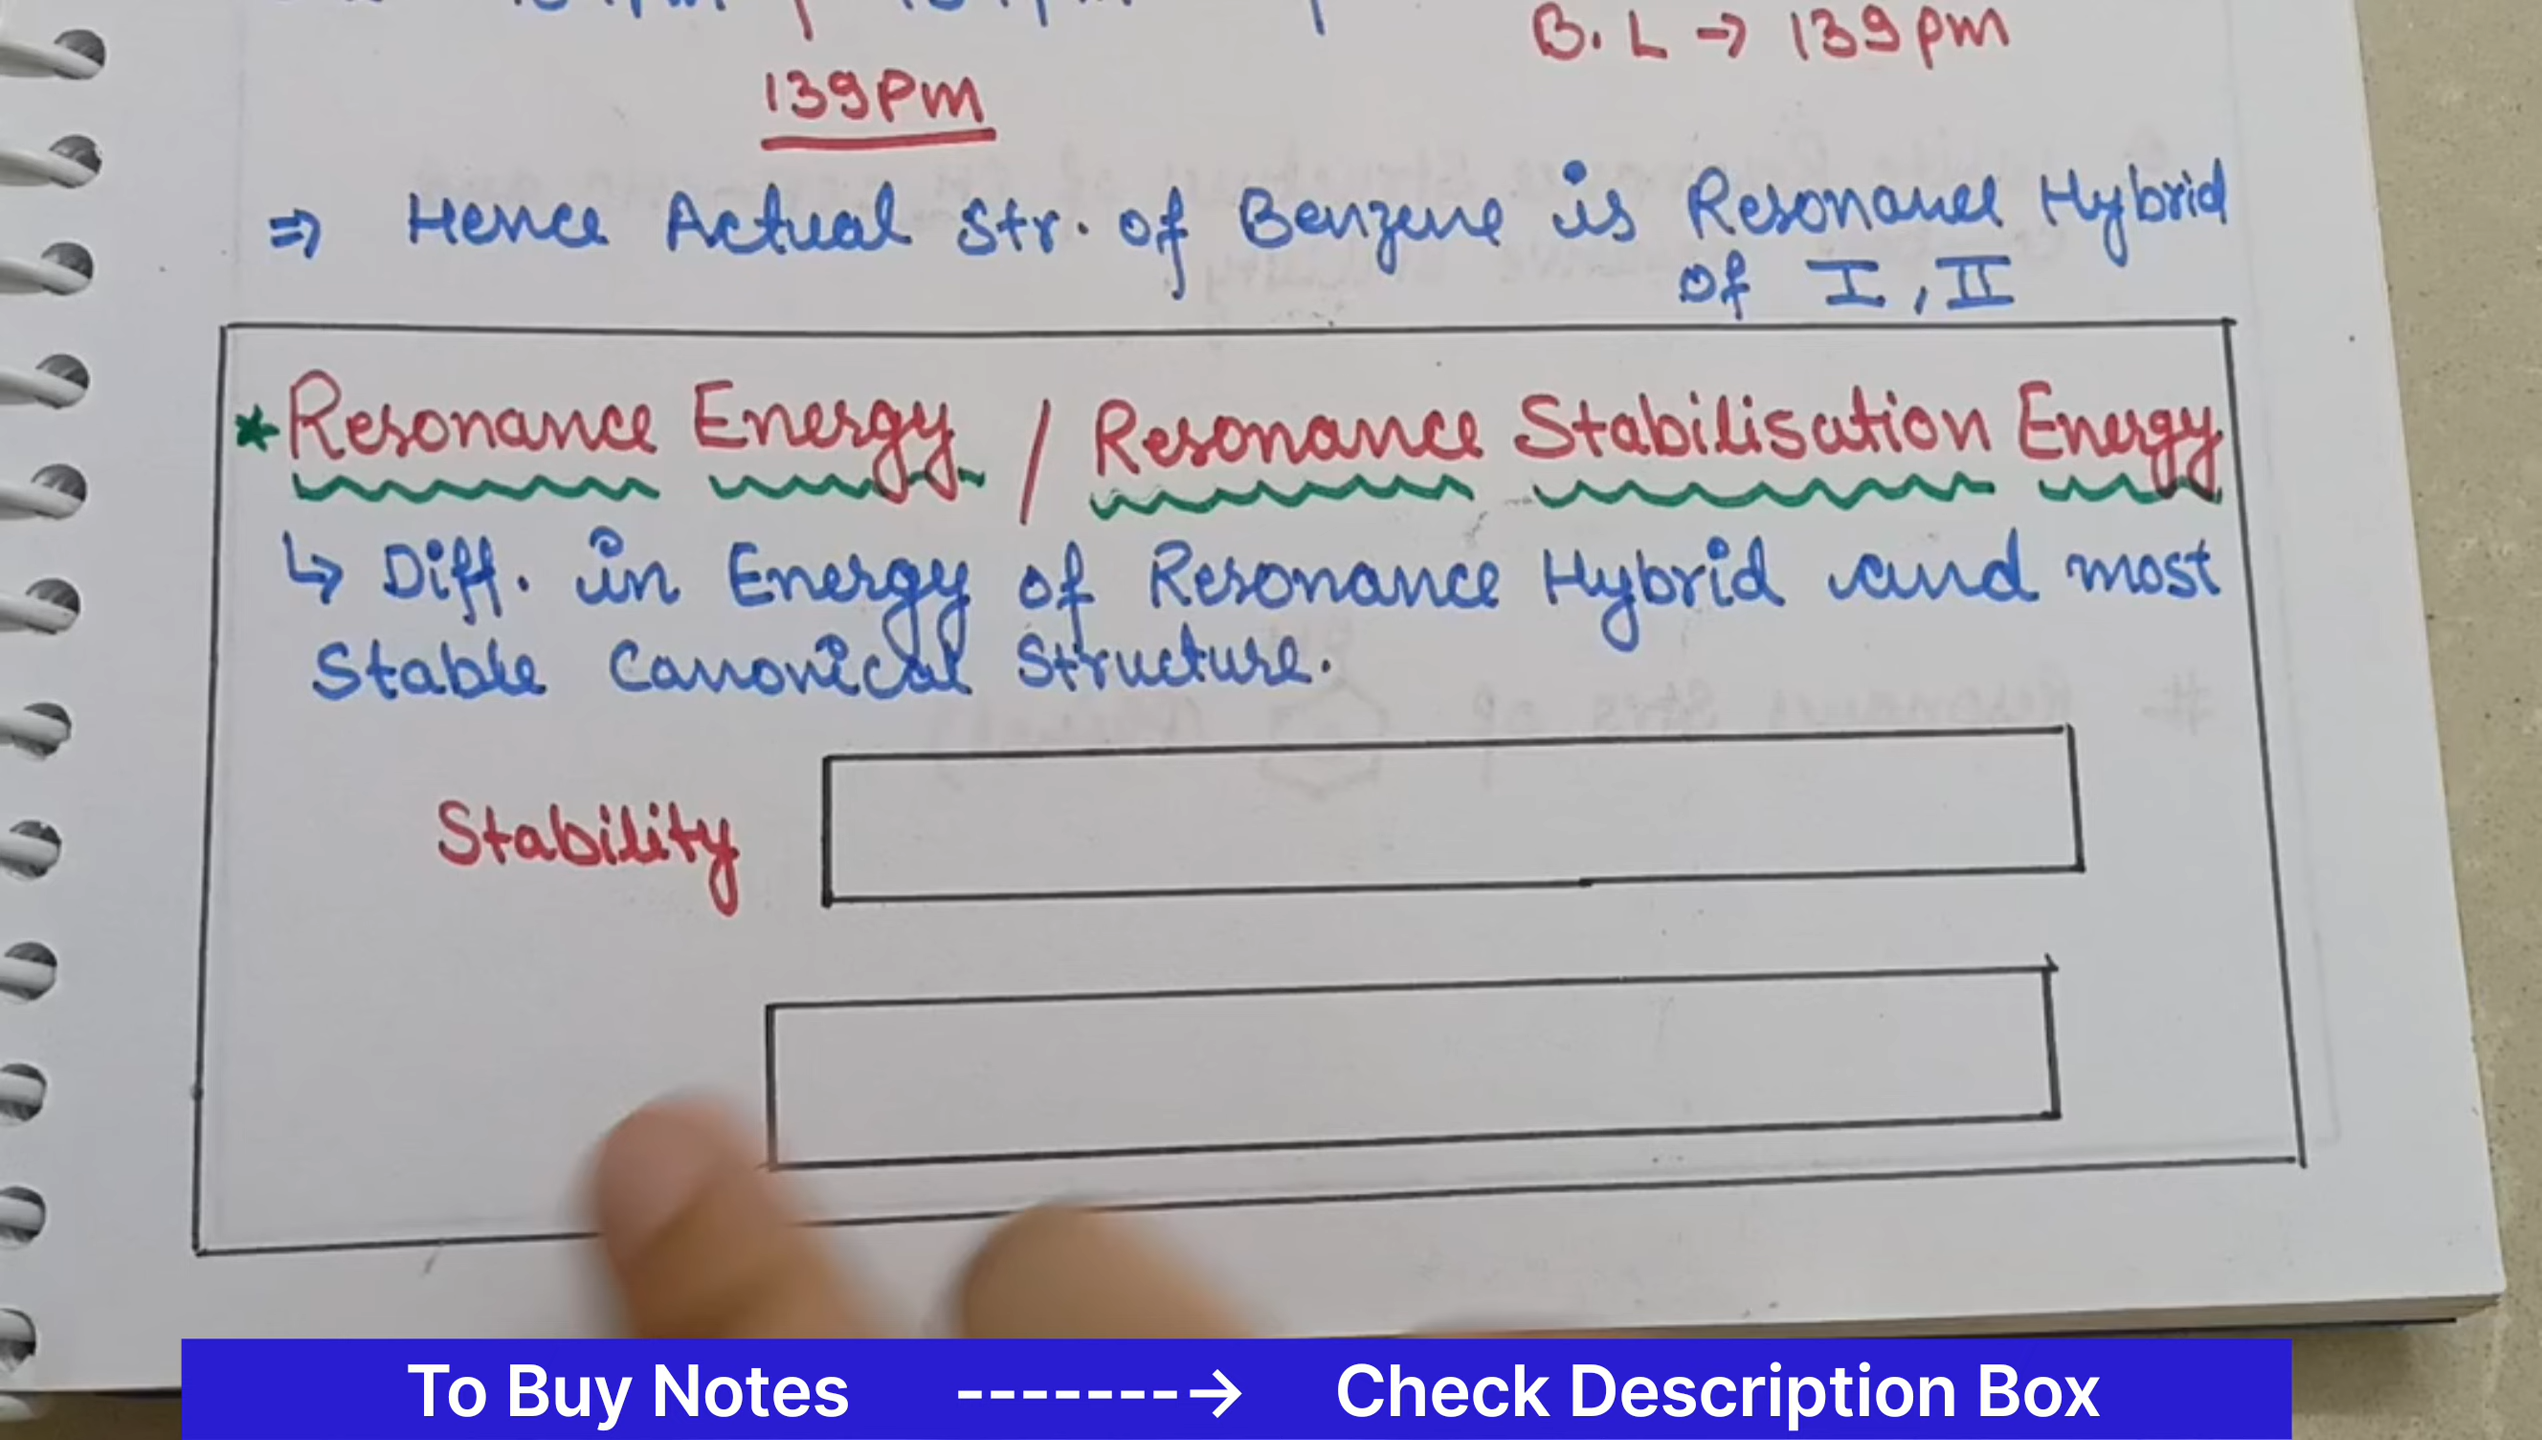 B.L → 139pm
139Pm
⇒ Hence Actual Str. of Benzene is Resonance Hybrid
of I, II
* Resonance Energy / Resonance Stabilisation Energy
↳ Diff. in Energy of Resonance Hybrid and most
Stable Canonical Structure.
Stability
To Buy Notes -------→ Check Description Box